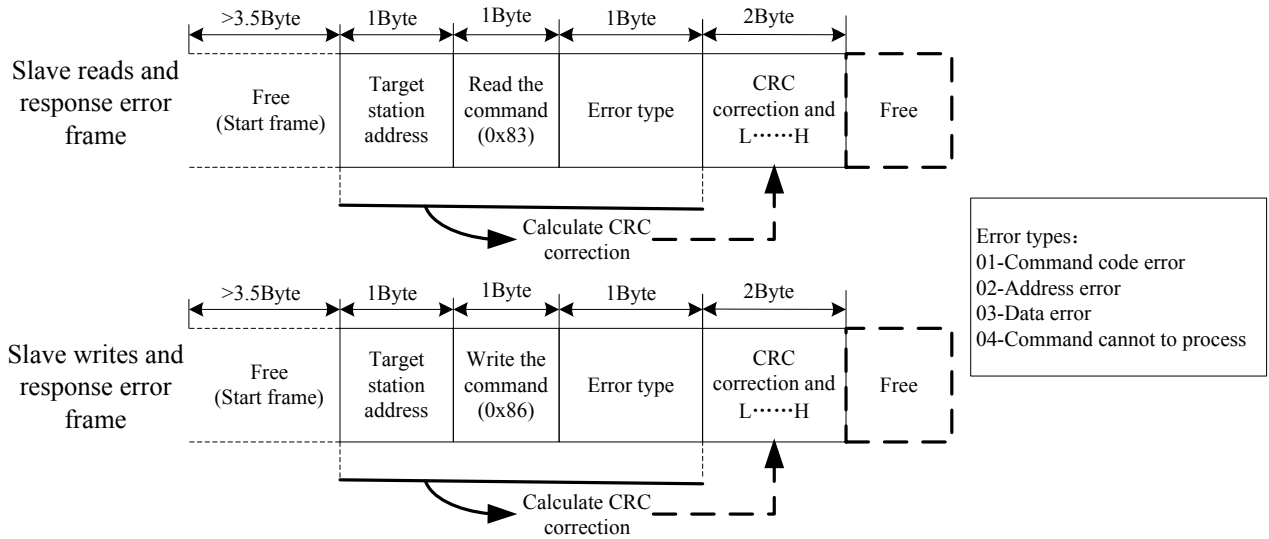 >3.5Byte 1Byte 1Byte 1Byte 2Byte
Slave reads and
response error
frame
Free
(Start frame)
Target
station
address
Read the
command
(0x83)
Error type
CRC
correction and
L······H
Free
Calculate CRC
correction
>3.5Byte 1Byte 1Byte 1Byte 2Byte
Slave writes and
response error
frame
Free
(Start frame)
Target
station
address
Write the
command
(0x86)
Error type
CRC
correction and
L······H
Free
Calculate CRC
correction
Error types：
01-Command code error
02-Address error
03-Data error
04-Command cannot to process